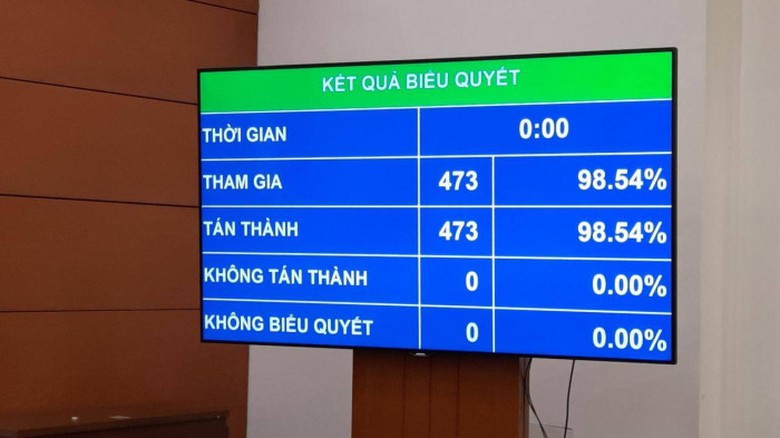 KẾT QUẢ BIỂU QUYẾT
THỜI GIAN 0:00
THAM GIA 473 98.54%
TÁN THÀNH 473 98.54%
KHÔNG TÁN THÀNH 0 0.00%
KHÔNG BIỂU QUYẾT 0 0.00%